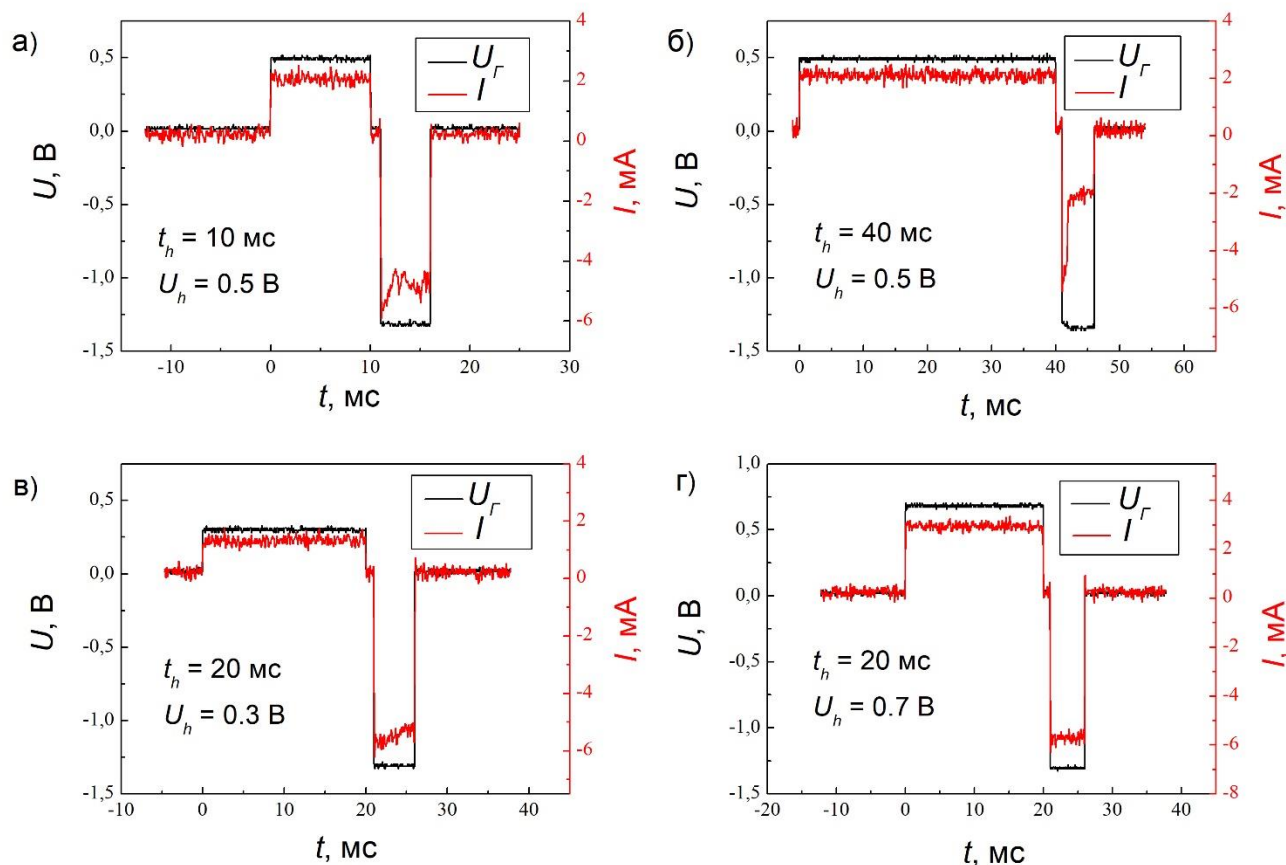 а)
U_Г
I
0,5
0,0
-0,5
-1,0
-1,5
U, В
4
2
0
-2
-4
-6
I, мА
t_h = 10 мс
U_h = 0.5 В
-10 0 10 20 30
t, мс
б)
U_Г
I
0,5
0,0
-0,5
-1,0
-1,5
U, В
4
2
0
-2
-4
-6
I, мА
t_h = 40 мс
U_h = 0.5 В
0 10 20 30 40 50 60
t, мс
в)
U_Г
I
0,5
0,0
-0,5
-1,0
-1,5
U, В
4
2
0
-2
-4
-6
I, мА
t_h = 20 мс
U_h = 0.3 В
-10 0 10 20 30 40
t, мс
г)
U_Г
I
1,0
0,5
0,0
-0,5
-1,0
-1,5
U, В
4
2
0
-2
-4
-6
-8
I, мА
t_h = 20 мс
U_h = 0.7 В
-20 -10 0 10 20 30 40
t, мс